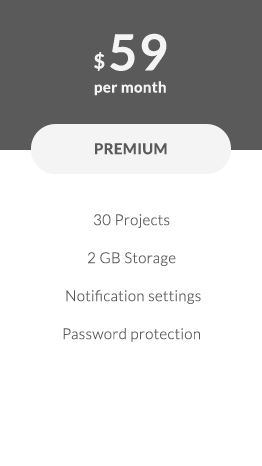 $59
per month
PREMIUM
30 Projects
2 GB Storage
Notification settings
Password protection